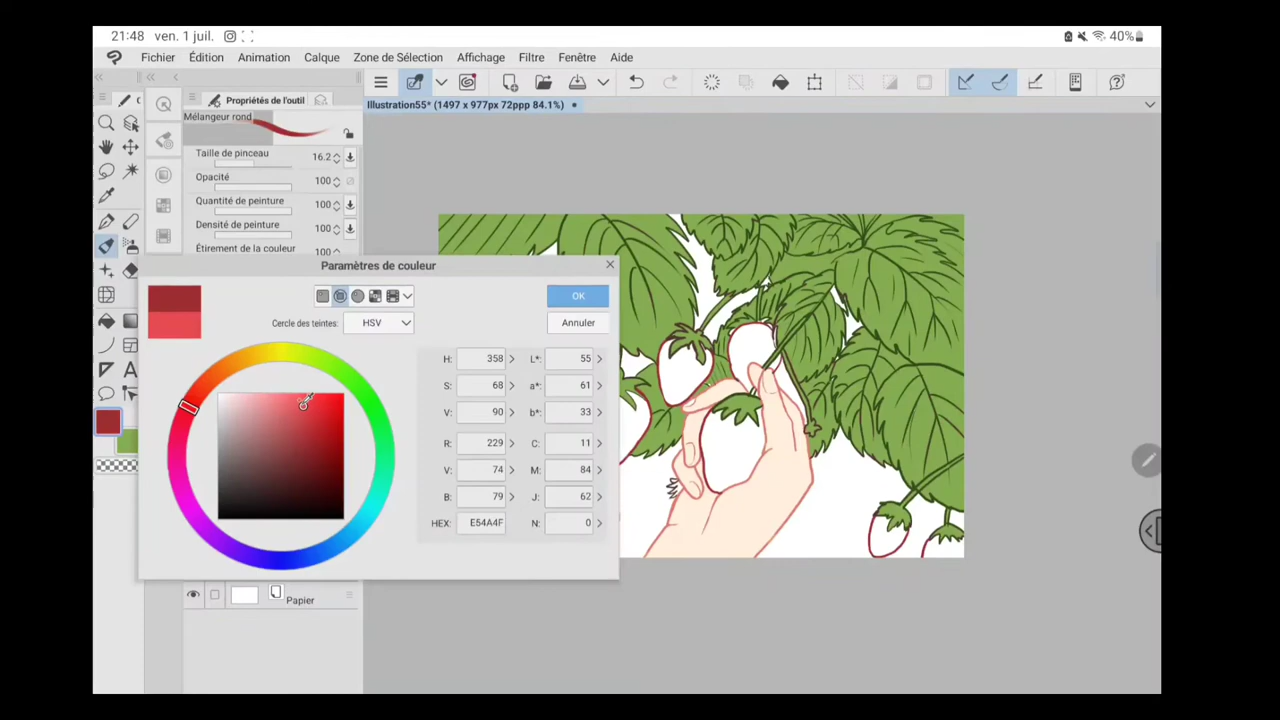 21:48 ven. 1 juil. 40%
Fichier Édition Animation Calque Zone de Sélection Affichage Filtre Fenêtre Aide
Propriétés de l'outil
Illustration55* (1497 x 977px 72ppp 84.1%)
Mélangeur rond
Taille de pinceau 16.2
Opacité 100
Quantité de peinture 100
Densité de peinture 100
Étirement de la couleur 100
Paramètres de couleur
OK
Cercle des teintes: HSV
Annuler
H: 358 L*: 55
S: 68 a*: 61
V: 90 b*: 33
R: 229 C: 11
V: 74 M: 84
B: 79 J: 62
HEX: E54A4F N: 0
Papier